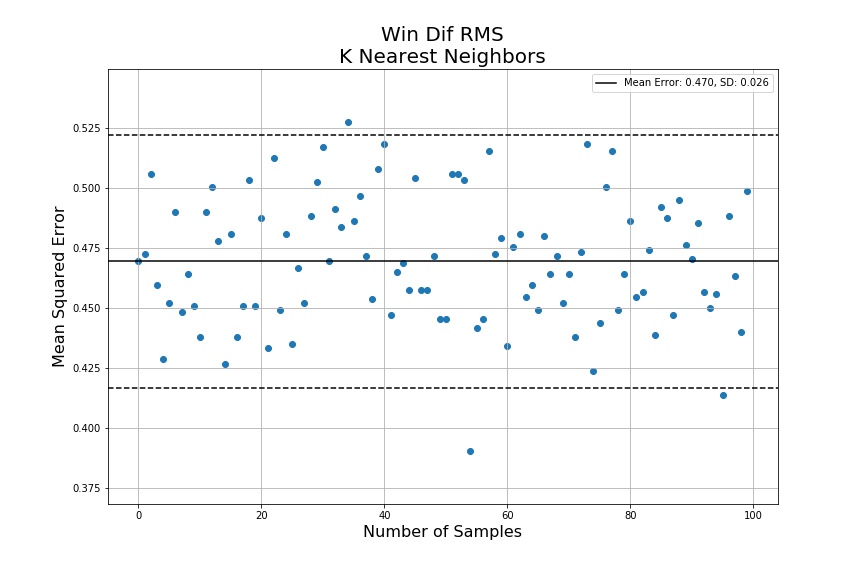 Win Dif RMS
K Nearest Neighbors
Mean Error: 0.470, SD: 0.026
Mean Squared Error
0.525
0.500
0.475
0.450
0.425
0.400
0.375
0 20 40 60 80 100
Number of Samples